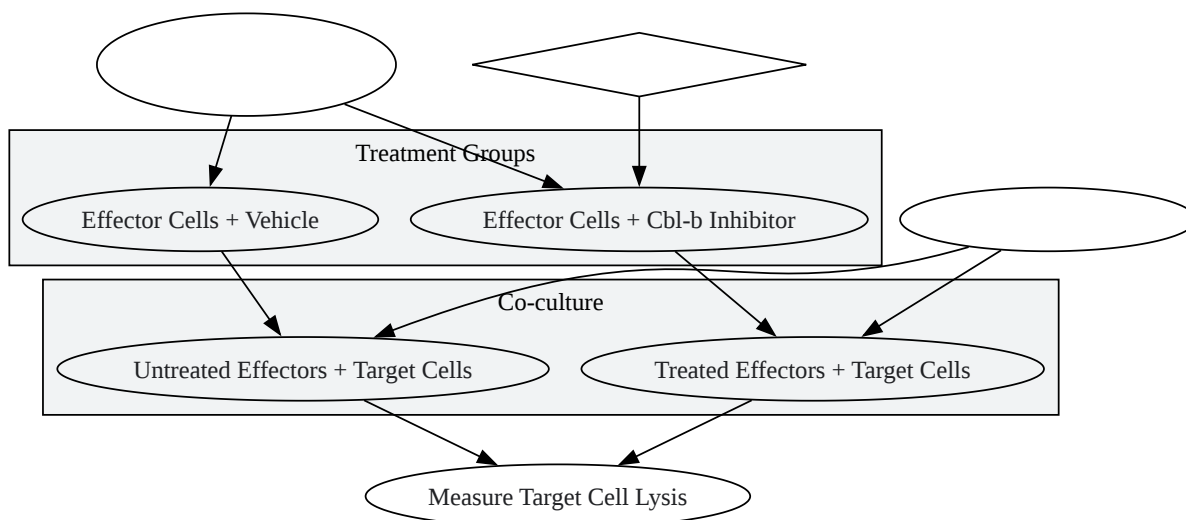 Treatment Groups
Effector Cells + Vehicle
Effector Cells + Cbl-b Inhibitor
Co-culture
Untreated Effectors + Target Cells
Treated Effectors + Target Cells
Measure Target Cell Lysis